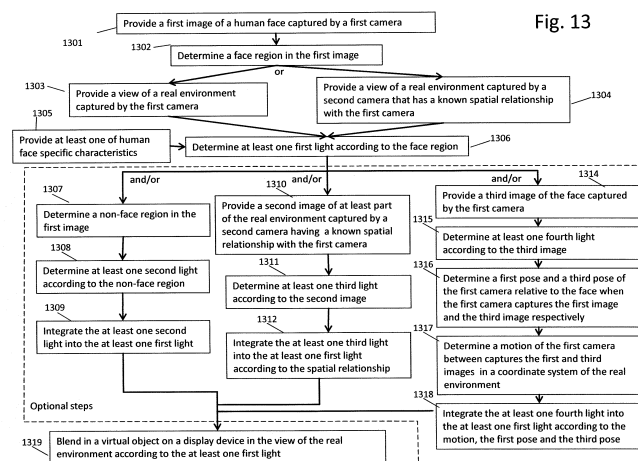 Fig. 13
1301
Provide a first image of a human face captured by a first camera
1302
Determine a face region in the first image
or
1303
Provide a view of a real environment
captured by the first camera
Provide a view of a real environment captured by a
second camera that has a known spatial relationship
with the first camera
1304
1305
Provide at least one of human
face specific characteristics
Determine at least one first light according to the face region
1306
and/or
and/or
and/or
1307
Determine a non-face region in the
first image
1308
Determine at least one second light
according to the non-face region
1309
Integrate the at least one second
light into the at least one first light
1310
Provide a second image of at least part
of the real environment captured by a
second camera having a known spatial
relationship with the first camera
1311
Determine at least third light
according to the second image
1312
Integrate the at least one third light
into the at least one first light
according to the spatial relationship
1314
Provide a third image of the face captured
by the first camera
1315
Determine at least one fourth light
according to the third image
1316
Determine a first pose and a third pose of
the first camera relative to the face when
the first camera captures the first image
and the third image respectively
1317
Determine a motion of the first camera
between captures the first and third
images in a coordinate system of the real
environment
1318
Integrate the at least one fourth light into
the at least one first light according to the
motion, the first pose and the third pose
Optional steps
1319
Blend in a virtual object on a display device in the view of the real
environment according to the at least one first light